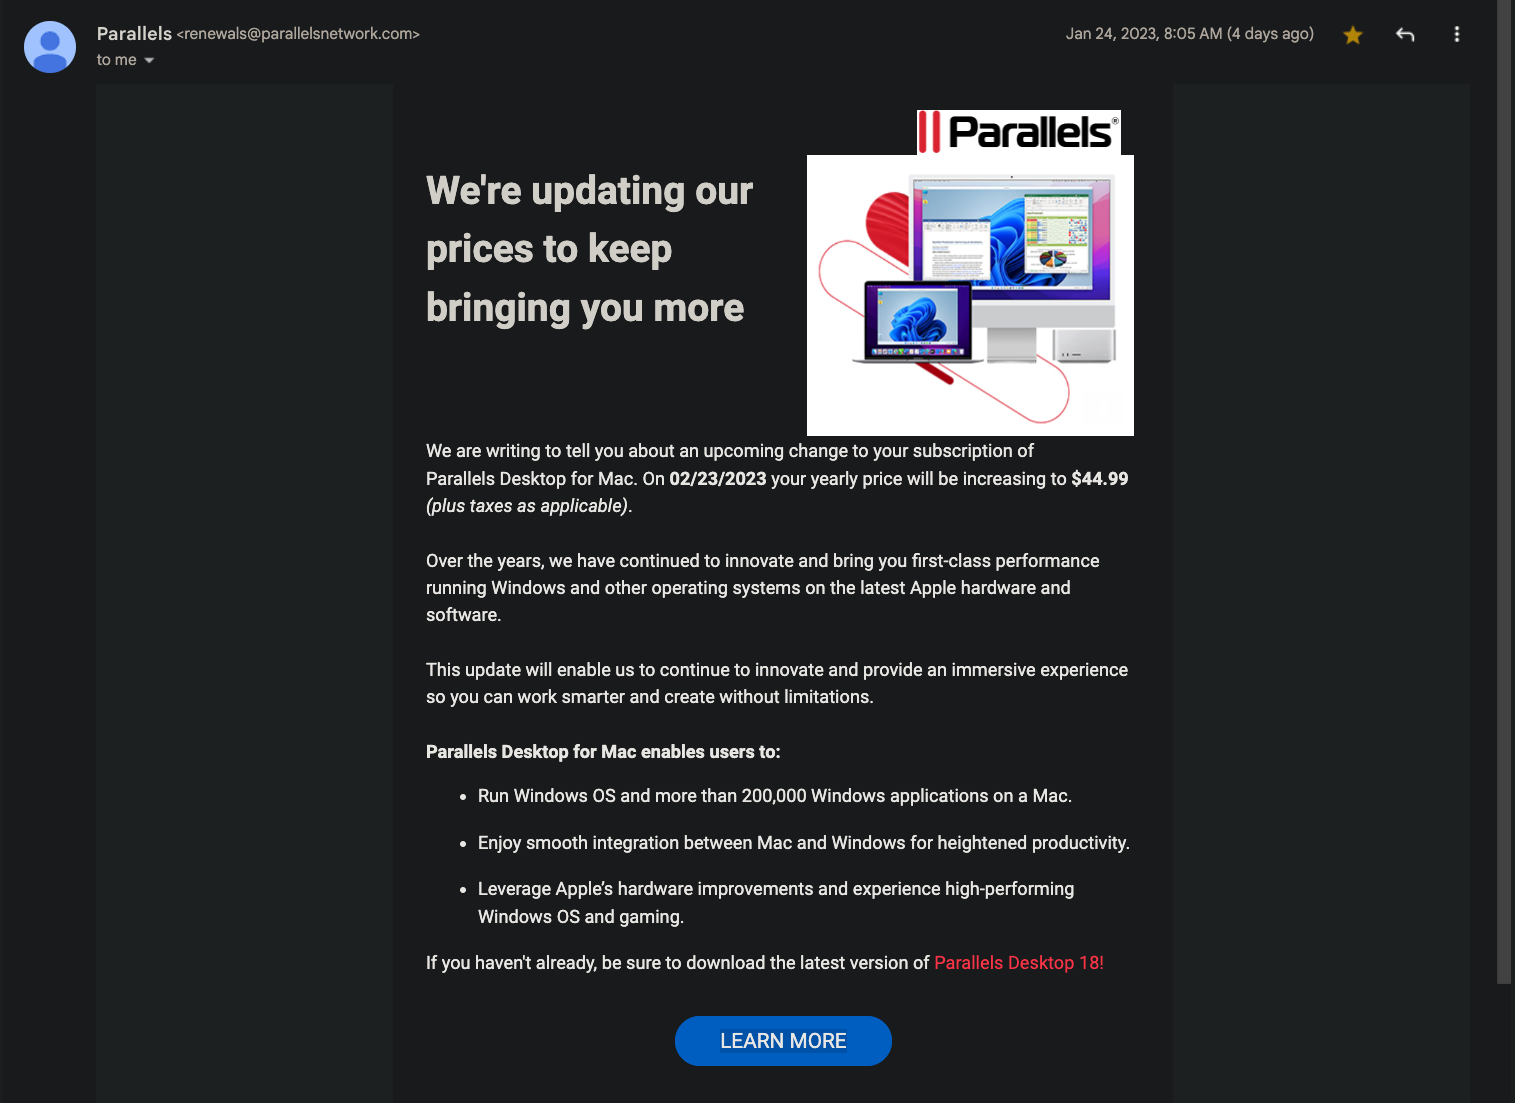 Parallels <renewals@parallelsnetwork.com>
Jan 24, 2023, 8:05 AM (4 days ago)
to me
Parallels®
We're updating our
prices to keep
bringing you more
We are writing to tell you about an upcoming change to your subscription of
Parallels Desktop for Mac. On 02/23/2023 your yearly price will be increasing to $44.99
(plus taxes as applicable).
Over the years, we have continued to innovate and bring you first-class performance
running Windows and other operating systems on the latest Apple hardware and
software.
This update will enable us to continue to innovate and provide an immersive experience
so you can work smarter and create without limitations.
Parallels Desktop for Mac enables users to:
• Run Windows OS and more than 200,000 Windows applications on a Mac.
• Enjoy smooth integration between Mac and Windows for heightened productivity.
• Leverage Apple’s hardware improvements and experience high-performing
Windows OS and gaming.
If you haven't already, be sure to download the latest version of Parallels Desktop 18!
LEARN MORE